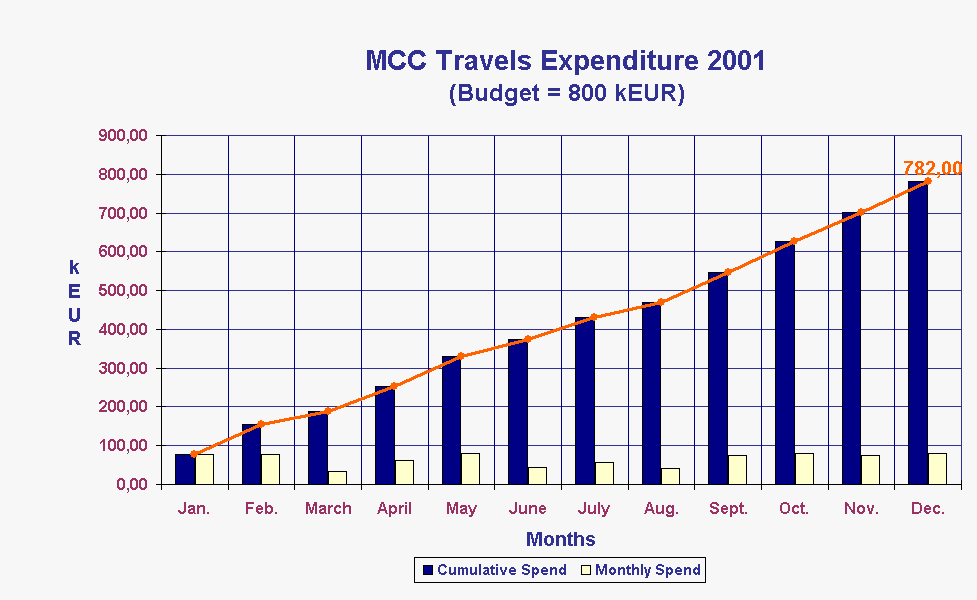 MCC Travels Expenditure 2001
(Budget = 800 kEUR)
900,00
800,00
700,00
600,00
500,00
400,00
300,00
200,00
100,00
0,00
k
E
U
R
782,00
Jan. Feb. March April May June July Aug. Sept. Oct. Nov. Dec.
Months
Cumulative Spend Monthly Spend